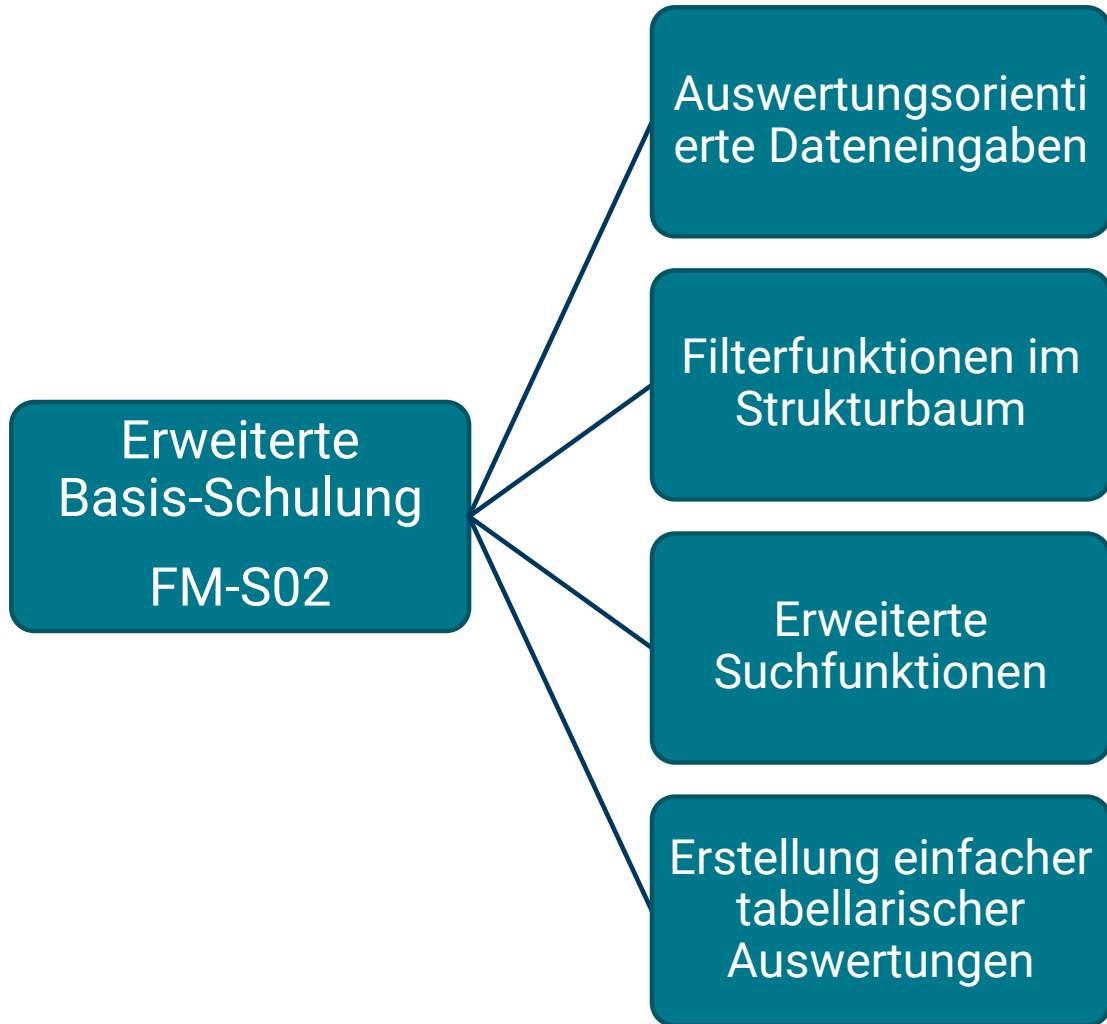 Auswertungsorienti
erte Dateneingaben
Filterfunktionen im
Strukturbaum
Erweiterte
Basis-Schulung
FM-S02
Erweiterte
Suchfunktionen
Erstellung einfacher
tabellarischer
Auswertungen